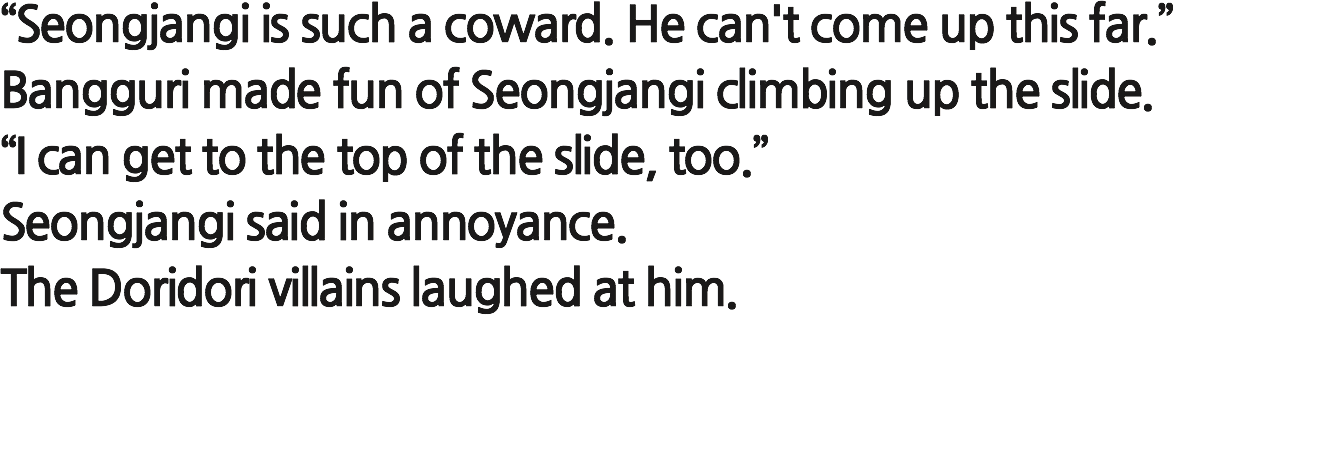 “Seongjangi is such a coward. He can't come up this far.”
Bangguri made fun of Seongjangi climbing up the slide.
“I can get to the top of the slide, too.”
Seongjangi said in annoyance.
The Doridori villains laughed at him.